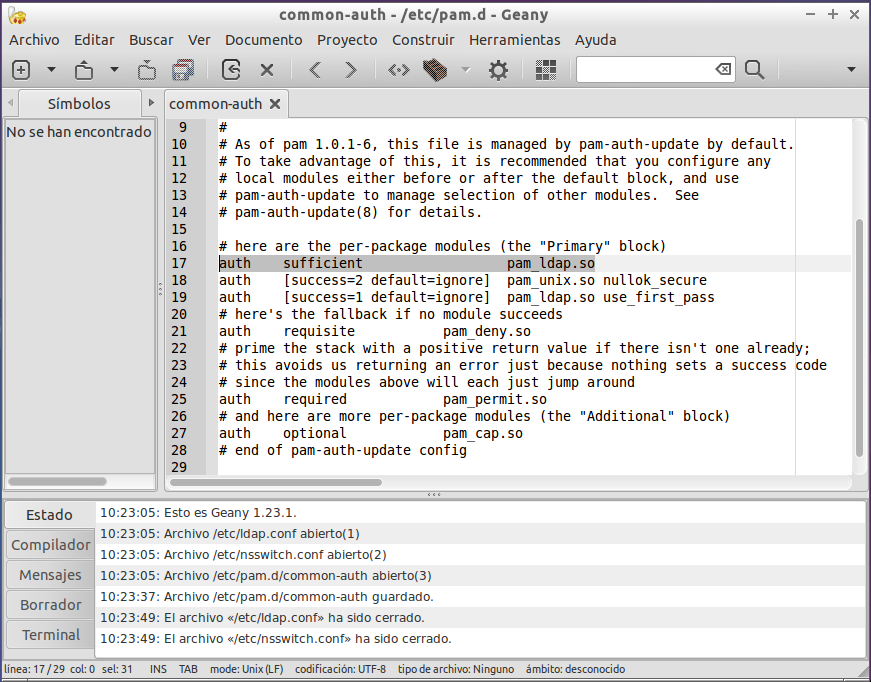 common-auth - /etc/pam.d - Geany
Archivo Editar Buscar Ver Documento Proyecto Construir Herramientas Ayuda
Símbolos
common-auth
No se han encontrado
9 #
10 # As of pam 1.0.1-6, this file is managed by pam-auth-update by default.
11 # To take advantage of this, it is recommended that you configure any
12 # local modules either before or after the default block, and use
13 # pam-auth-update to manage selection of other modules.  See
14 # pam-auth-update(8) for details.
15
16 # here are the per-package modules (the "Primary" block)
17 auth    sufficient                  pam_ldap.so
18 auth    [success=2 default=ignore]  pam_unix.so nullok_secure
19 auth    [success=1 default=ignore]  pam_ldap.so use_first_pass
20 # here's the fallback if no module succeeds
21 auth    requisite           pam_deny.so
22 # prime the stack with a positive return value if there isn't one already;
23 # this avoids us returning an error just because nothing sets a success code
24 # since the modules above will each just jump around
25 auth    required            pam_permit.so
26 # and here are more per-package modules (the "Additional" block)
27 auth    optional            pam_cap.so
28 # end of pam-auth-update config
29
Estado
Compilador
Mensajes
Borrador
Terminal
10:23:05: Esto es Geany 1.23.1.
10:23:05: Archivo /etc/ldap.conf abierto(1)
10:23:05: Archivo /etc/nsswitch.conf abierto(2)
10:23:05: Archivo /etc/pam.d/common-auth abierto(3)
10:23:37: Archivo /etc/pam.d/common-auth guardado.
10:23:49: El archivo «/etc/ldap.conf» ha sido cerrado.
10:23:49: El archivo «/etc/nsswitch.conf» ha sido cerrado.
línea: 17 / 29 col: 0 sel: 31 INS TAB modo: Unix (LF) codificación: UTF-8 tipo de archivo: Ninguno ámbito: desconocido